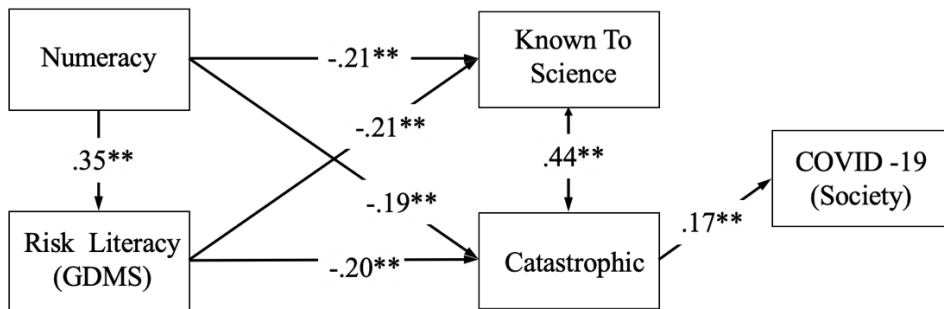 Numeracy
-.21**
Known To
Science
-.21**
.35**
.44**
COVID -19
(Society)
-.19**
.17**
Risk Literacy
(GDMS)
-.20**
Catastrophic